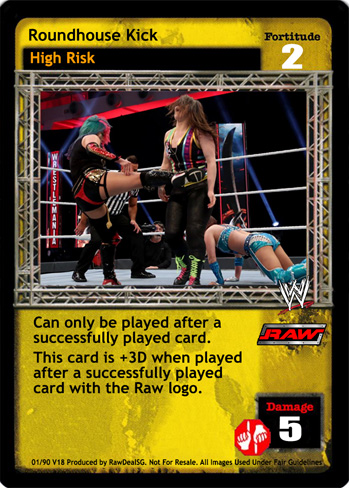 Roundhouse Kick
Fortitude
2
High Risk
WRESTLEMANIA
W
RAW
Can only be played after a
successfully played card.
This card is +3D when played
after a successfully played
card with the Raw logo.
Damage
5
01/90 V18 Produced by RawDealSG. Not For Resale. All Images Used Under Fair Guidelines.